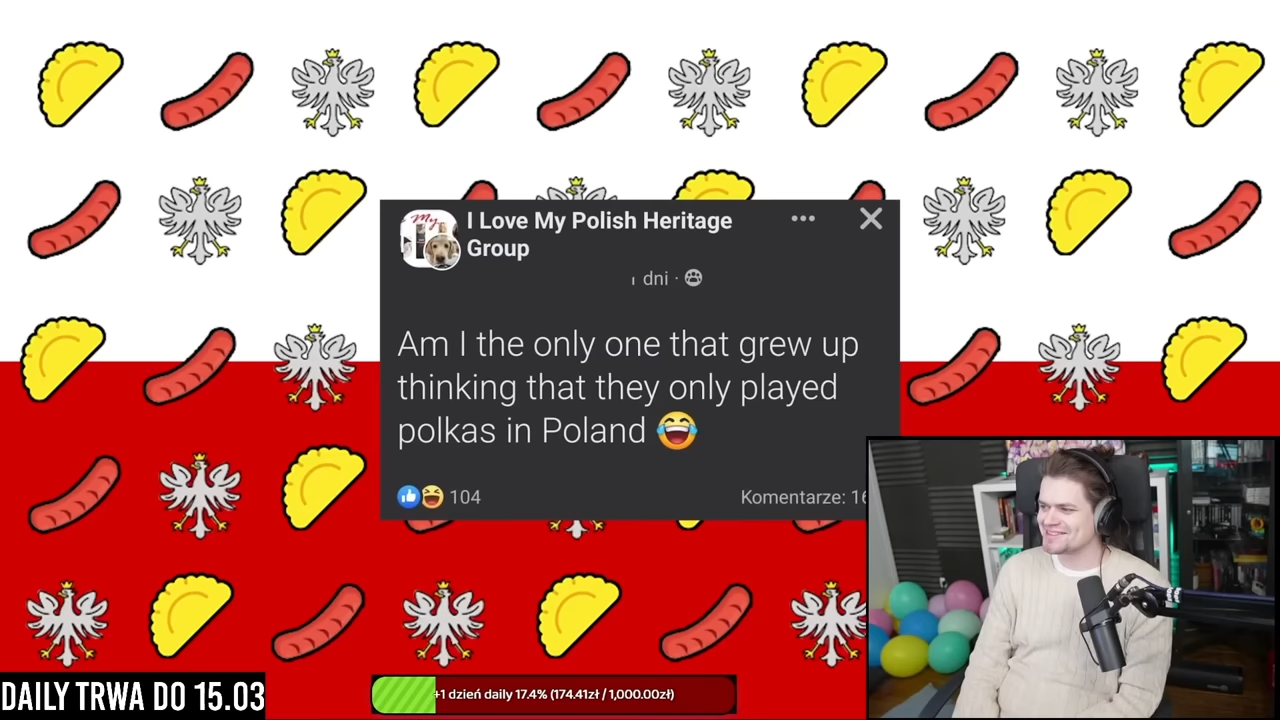 My
I Love My Polish Heritage
Group
dni
Am I the only one that grew up
thinking that they only played
polkas in Poland 😂
104
Komentarze: 16
DAILY TRWA DO 15.03
+1 dzień daily 17.4% (174.41zł / 1,000.00zł)